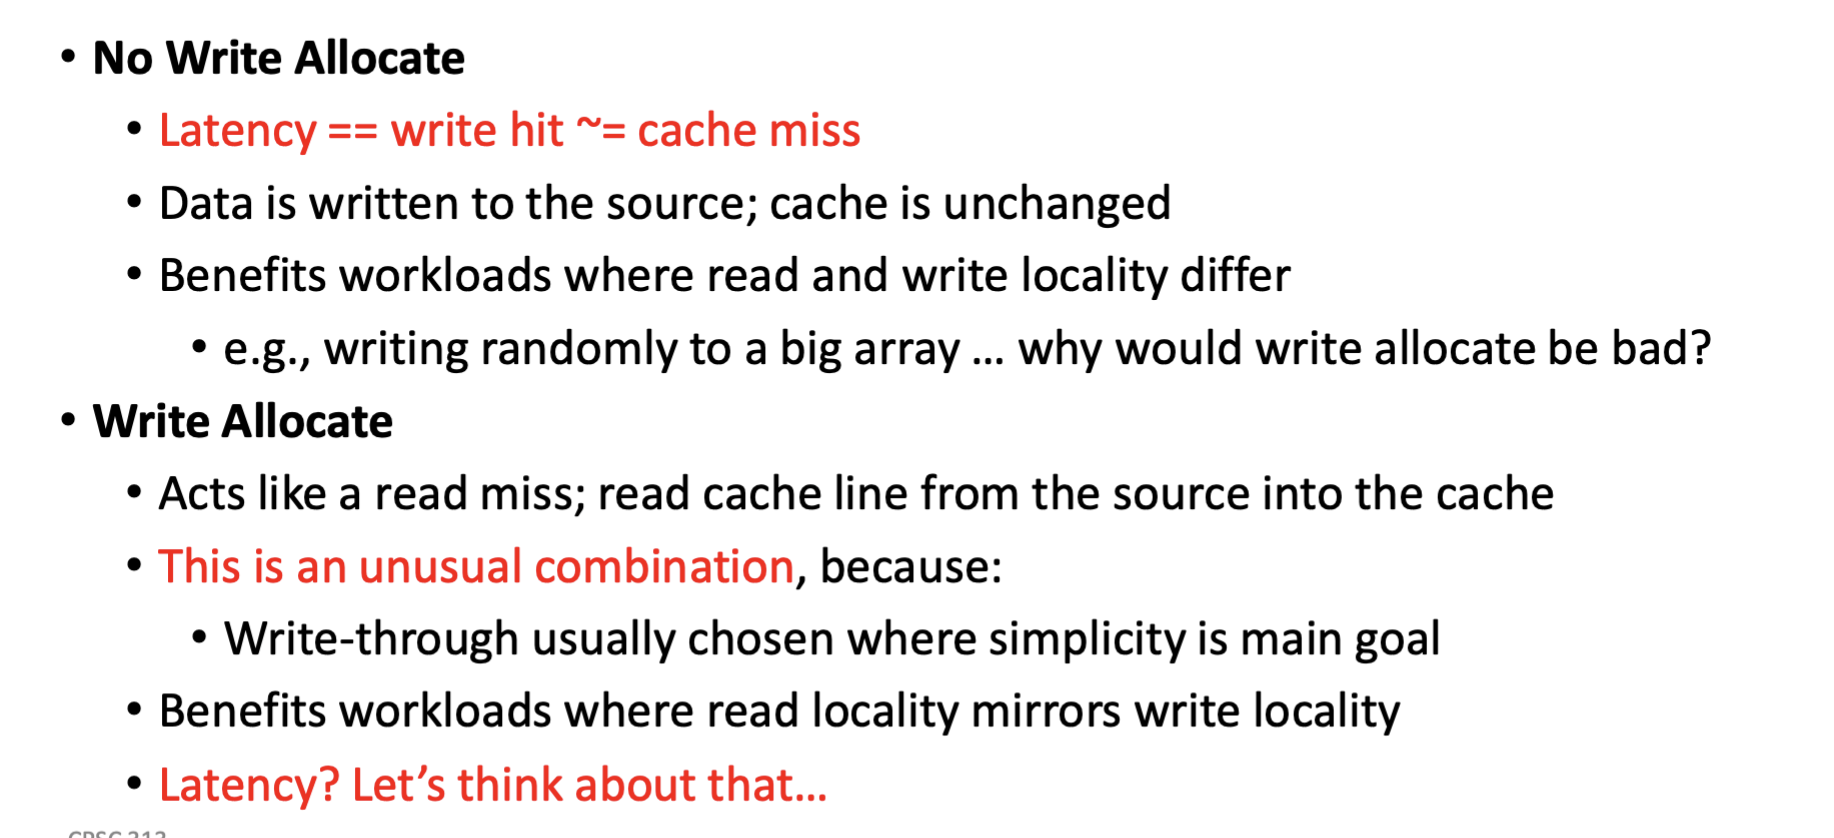 • No Write Allocate
• Latency == write hit ~= cache miss
• Data is written to the source; cache is unchanged
• Benefits workloads where read and write locality differ
• e.g., writing randomly to a big array ... why would write allocate be bad?
• Write Allocate
• Acts like a read miss; read cache line from the source into the cache
• This is an unusual combination, because:
• Write-through usually chosen where simplicity is main goal
• Benefits workloads where read locality mirrors write locality
• Latency? Let’s think about that...